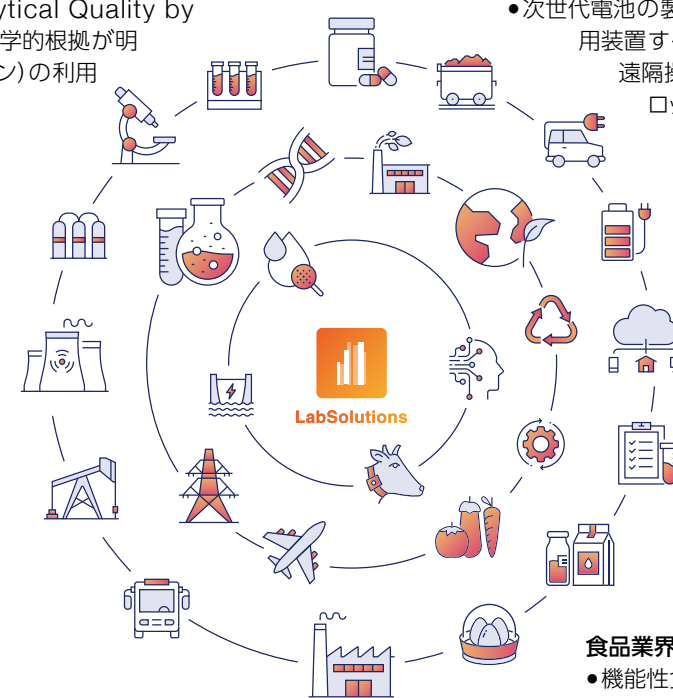 ytical Quality by
学的根拠が明
ン)の利用
●次世代電池の製
用装置す
遠隔操
LabSolutions
食品業界
●機能性食